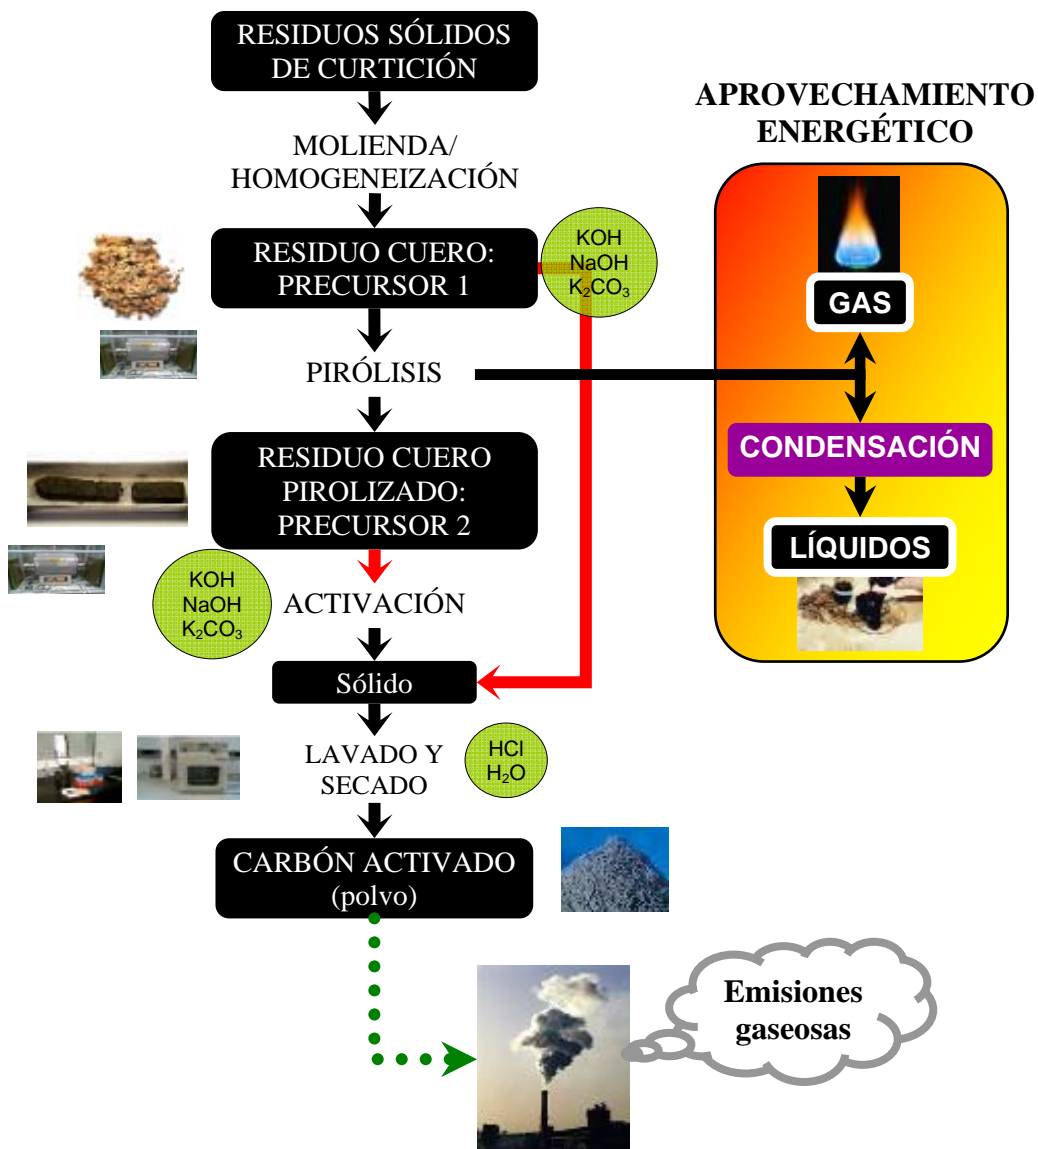 RESIDUOS SÓLIDOS
DE CURTICIÓN
MOLIENDA/
HOMOGENEIZACIÓN
RESIDUO CUERO:
PRECURSOR 1
KOH
NaOH
K₂CO₃
PIRÓLISIS
RESIDUO CUERO
PIROLIZADO:
PRECURSOR 2
KOH
NaOH
K₂CO₃
ACTIVACIÓN
Sólido
LAVADO Y
SECADO
HCl
H₂O
CARBÓN ACTIVADO
(polvo)
Emisiones
gaseosas
APROVECHAMIENTO
ENERGÉTICO
GAS
CONDENSACIÓN
LÍQUIDOS